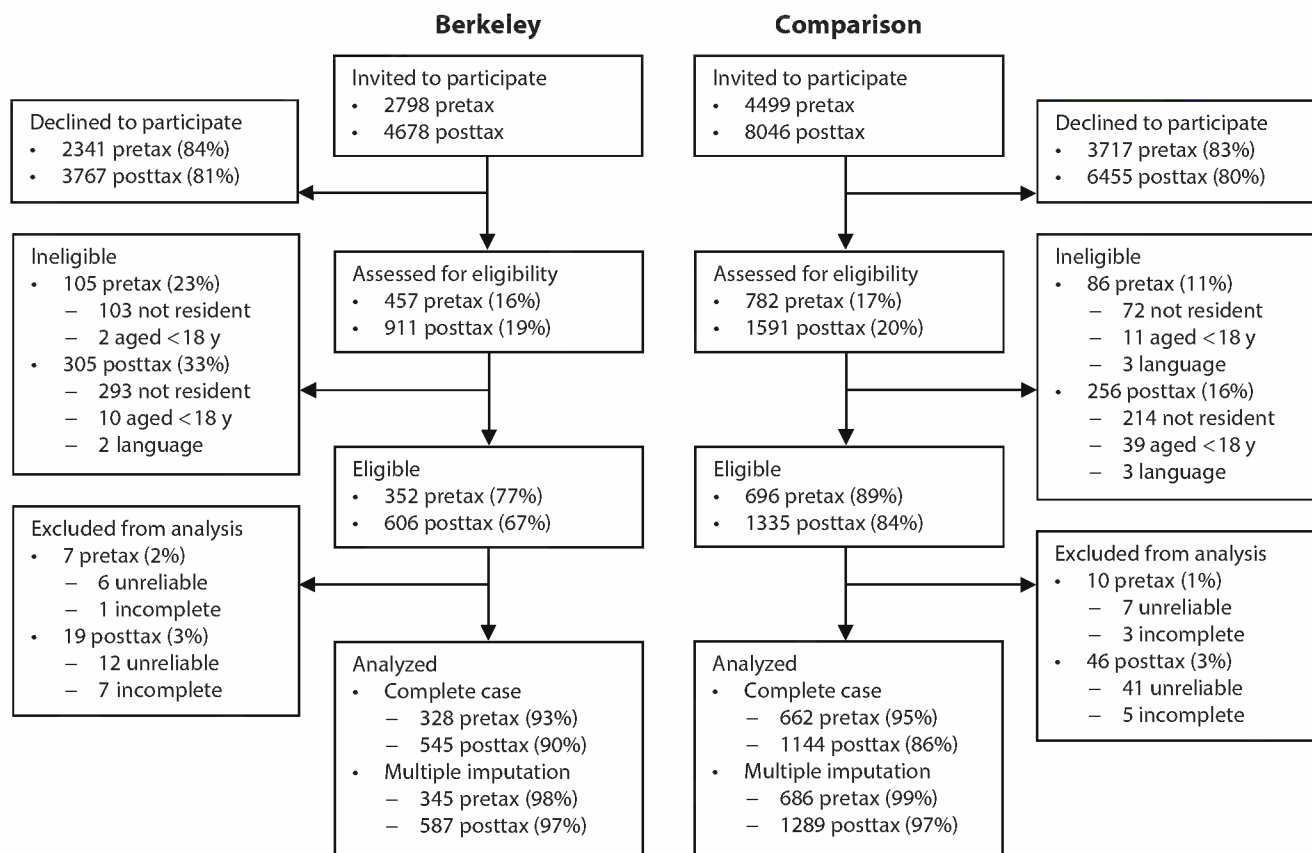 Berkeley
Comparison
Invited to participate
• 2798 pretax
• 4678 posttax
Invited to participate
• 4499 pretax
• 8046 posttax
Declined to participate
• 2341 pretax (84%)
• 3767 posttax (81%)
Declined to participate
• 3717 pretax (83%)
• 6455 posttax (80%)
Ineligible
• 105 pretax (23%)
– 103 not resident
– 2 aged <18 y
• 305 posttax (33%)
– 293 not resident
– 10 aged <18 y
– 2 language
Assessed for eligibility
• 457 pretax (16%)
• 911 posttax (19%)
Assessed for eligibility
• 782 pretax (17%)
• 1591 posttax (20%)
Ineligible
• 86 pretax (11%)
– 72 not resident
– 11 aged <18 y
– 3 language
• 256 posttax (16%)
– 214 not resident
– 39 aged <18 y
– 3 language
Eligible
• 352 pretax (77%)
• 606 posttax (67%)
Eligible
• 696 pretax (89%)
• 1335 posttax (84%)
Excluded from analysis
• 7 pretax (2%)
– 6 unreliable
– 1 incomplete
• 19 posttax (3%)
– 12 unreliable
– 7 incomplete
Excluded from analysis
• 10 pretax (1%)
– 7 unreliable
– 3 incomplete
• 46 posttax (3%)
– 41 unreliable
– 5 incomplete
Analyzed
• Complete case
– 328 pretax (93%)
– 545 posttax (90%)
• Multiple imputation
– 345 pretax (98%)
– 587 posttax (97%)
Analyzed
• Complete case
– 662 pretax (95%)
– 1144 posttax (86%)
• Multiple imputation
– 686 pretax (99%)
– 1289 posttax (97%)